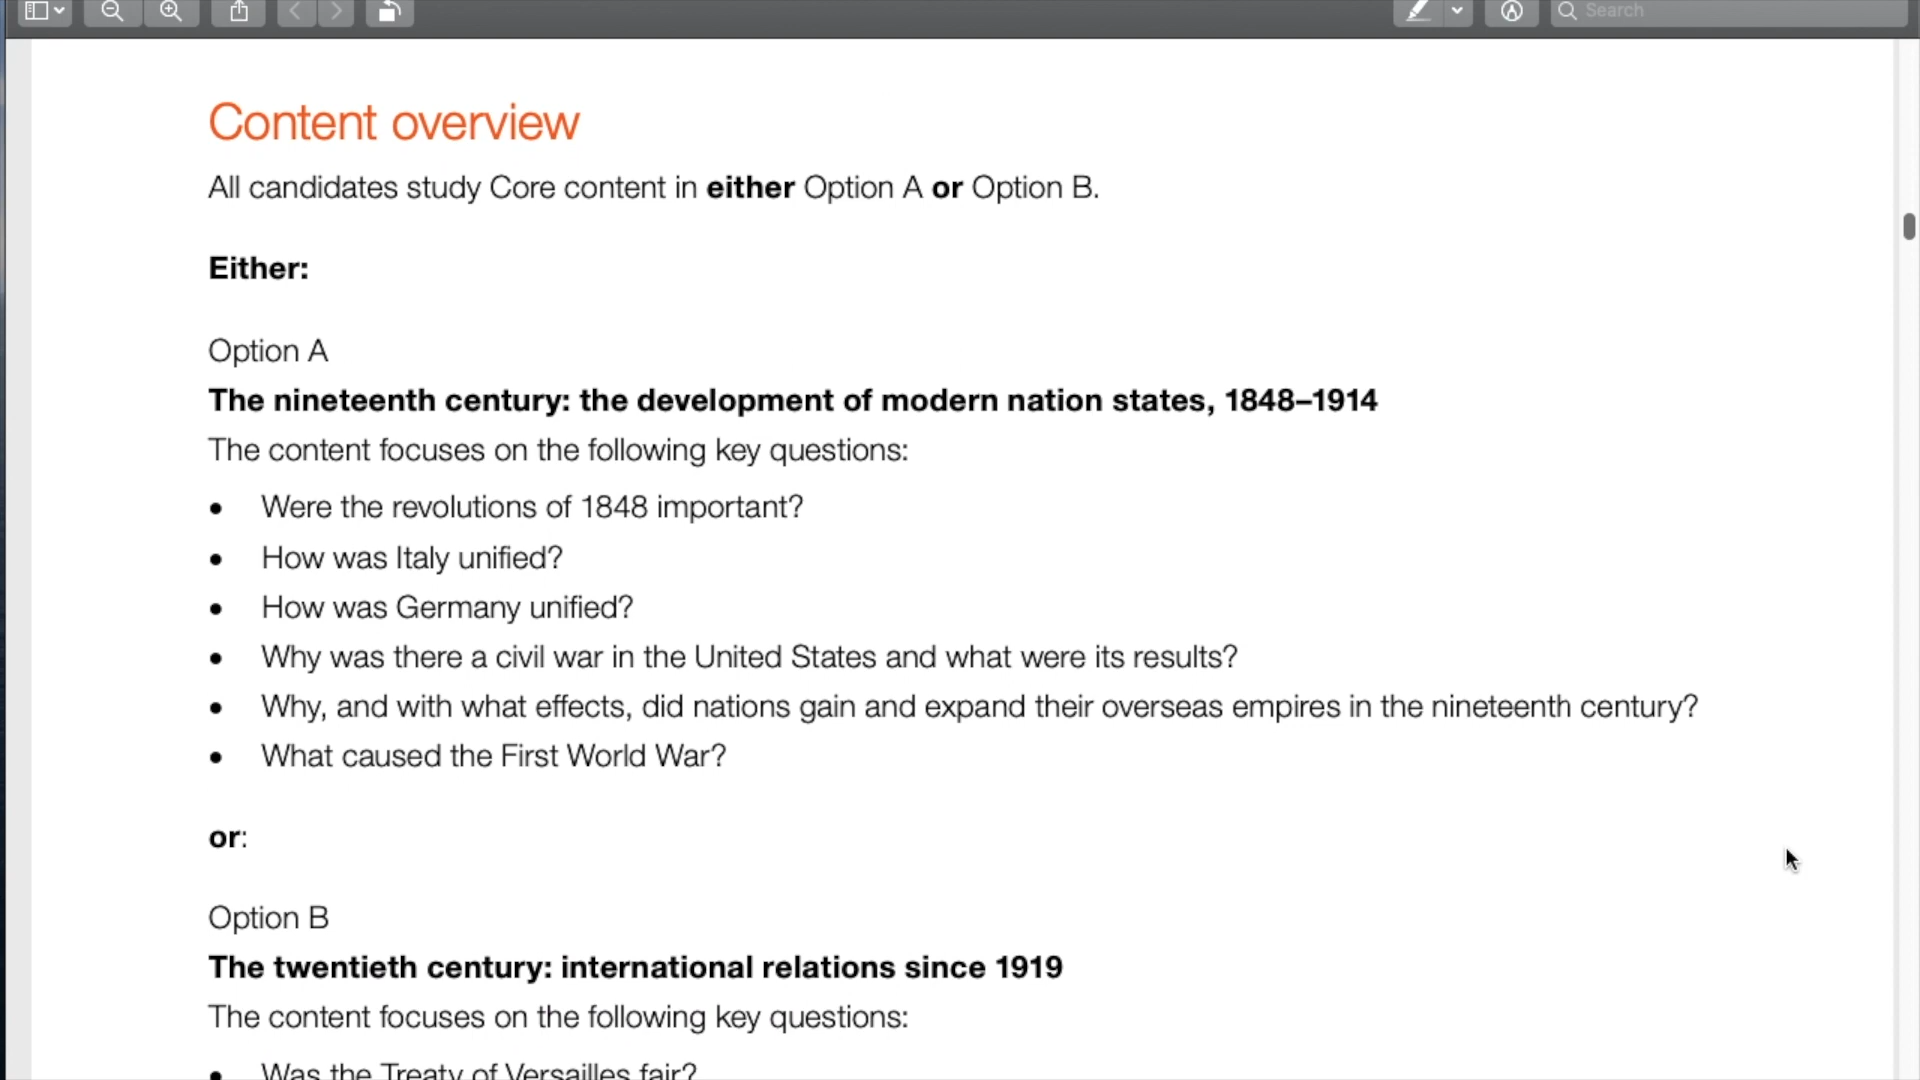 Search
Content overview
All candidates study Core content in either Option A or Option B.
Either:
Option A
The nineteenth century: the development of modern nation states, 1848–1914
The content focuses on the following key questions:
• Were the revolutions of 1848 important?
• How was Italy unified?
• How was Germany unified?
• Why was there a civil war in the United States and what were its results?
• Why, and with what effects, did nations gain and expand their overseas empires in the nineteenth century?
• What caused the First World War?
or:
Option B
The twentieth century: international relations since 1919
The content focuses on the following key questions:
• Was the Treaty of Versailles fair?